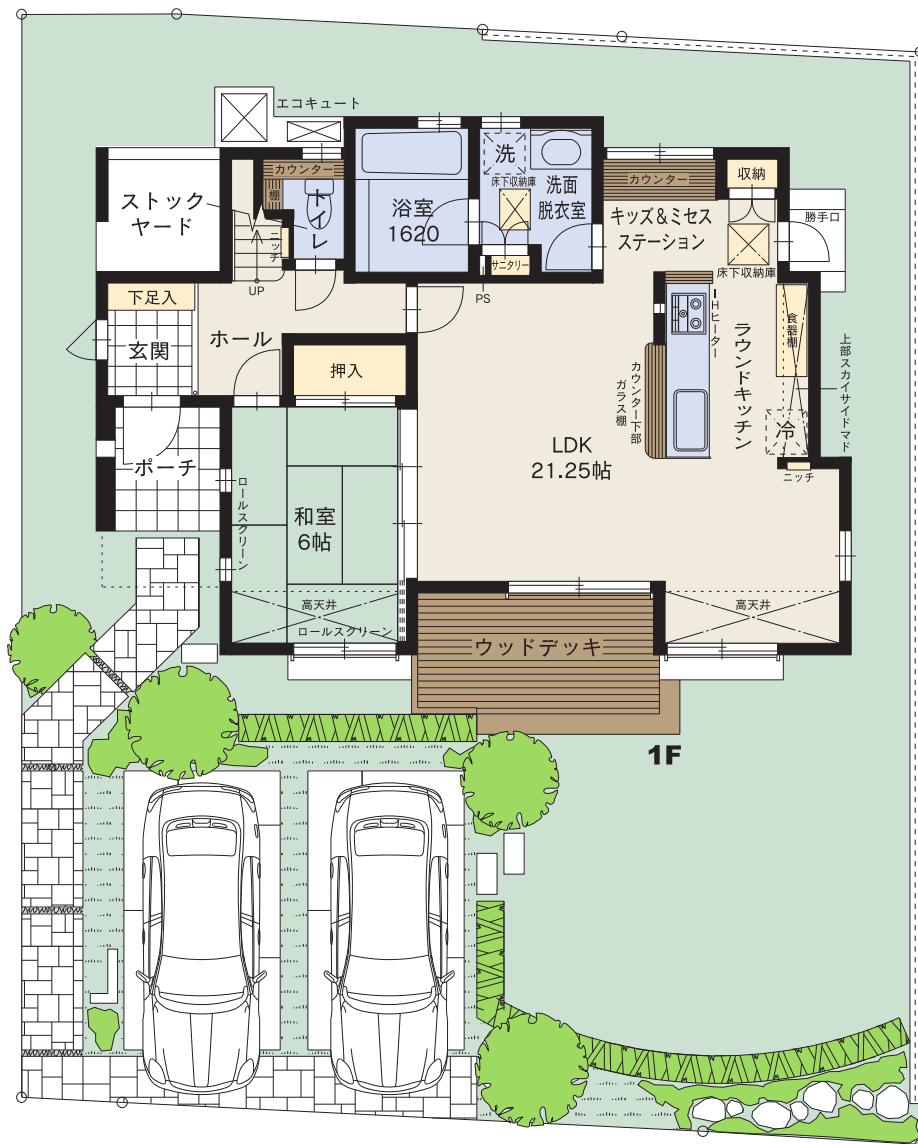 エコキュート
ストック
ヤード
カウンター
棚
トイレ
ニッチ
UP
浴室
1620
洗
床下収納庫
洗面
脱衣室
サニタリー
PS
カウンター
キッズ&ミセス
ステーション
収納
床下収納庫
勝手口
下足入
玄関
ホール
押入
IHヒーター
ラウンドキッチン
食器棚
上部スカイサイドマド
カウンター下部
ガラス棚
冷
ニッチ
ポーチ
LDK
21.25帖
ロールスクリーン
和室
6帖
高天井
ロールスクリーン
高天井
ウッドデッキ
1F